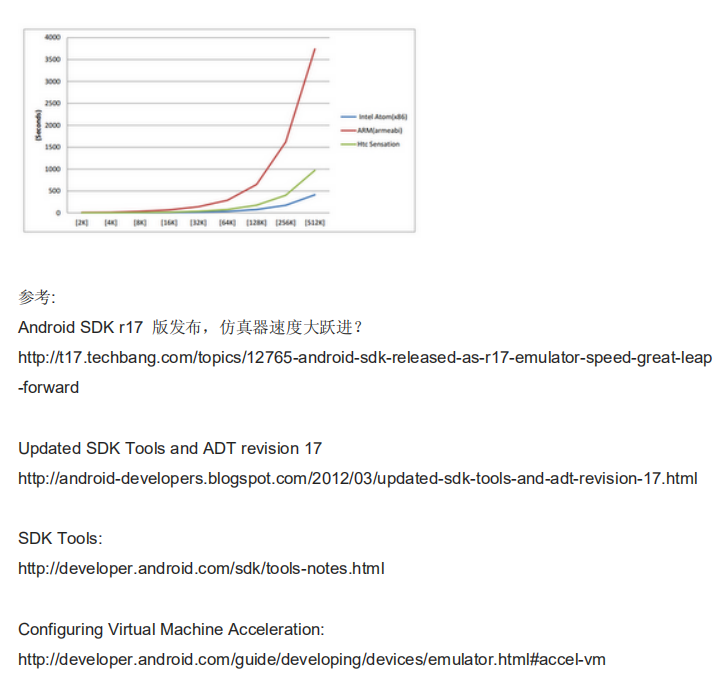 4000
3500
3000
2500
2000
1500
1000
500
0
(Seconds)
[2K] [4K] [8K] [16K] [32K] [64K] [128K] [256K] [512K]
Intel Atom(x86)
ARM(armeabi)
Htc Sensation
参考:
Android SDK r17 版发布，仿真器速度大跃进？
http://t17.techbang.com/topics/12765-android-sdk-released-as-r17-emulator-speed-great-leap
-forward
Updated SDK Tools and ADT revision 17
http://android-developers.blogspot.com/2012/03/updated-sdk-tools-and-adt-revision-17.html
SDK Tools:
http://developer.android.com/sdk/tools-notes.html
Configuring Virtual Machine Acceleration:
http://developer.android.com/guide/developing/devices/emulator.html#accel-vm